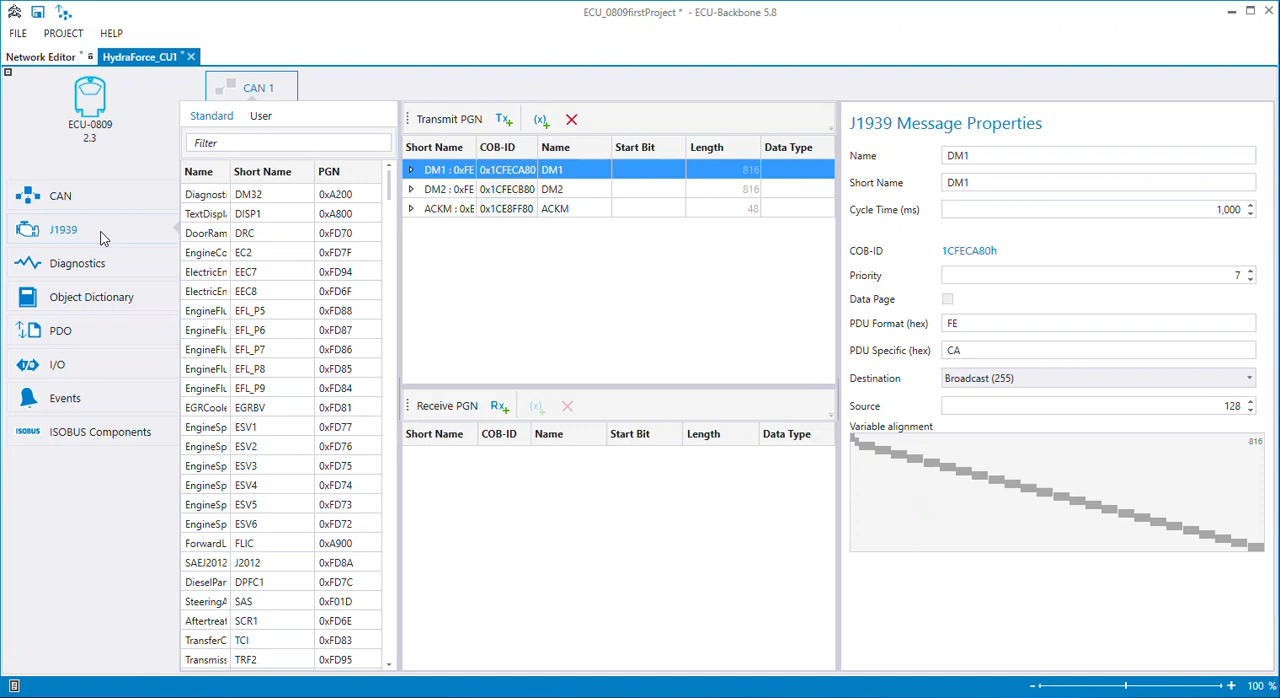 ECU_0809firstProject * - ECU-Backbone 5.8
FILE PROJECT HELP
Network Editor * HydraForce_CU1 *
ECU-0809
2.3
CAN
J1939
Diagnostics
Object Dictionary
PDO
I/O
Events
ISOBUS ISOBUS Components
CAN 1
Standard User
Filter
Name Short Name PGN
Diagnosti DM32 0xA200
TextDispl DISP1 0xA800
DoorRam DRC 0xFD70
EngineCo EC2 0xFD7F
ElectricEn EEC7 0xFD94
ElectricEn EEC8 0xFD6F
EngineFlu EFL_P5 0xFD88
EngineFlu EFL_P6 0xFD87
EngineFlu EFL_P7 0xFD86
EngineFlu EFL_P8 0xFD85
EngineFlu EFL_P9 0xFD84
EGRCoole EGRBV 0xFD81
EngineSp ESV1 0xFD77
EngineSp ESV2 0xFD76
EngineSp ESV3 0xFD75
EngineSp ESV4 0xFD74
EngineSp ESV5 0xFD73
EngineSp ESV6 0xFD72
ForwardL FLIC 0xA900
SAEJ2012 J2012 0xFD8A
DieselPar DPFC1 0xFD7C
SteeringA SAS 0xF01D
Aftertreat SCR1 0xFD6E
TransferC TCI 0xFD83
Transmiss TRF2 0xFD95
Transmit PGN Tx (x)
Short Name COB-ID Name Start Bit Length Data Type
DM1 : 0xFE 0x1CFECA80 DM1 816
DM2 : 0xFE 0x1CFECB80 DM2 816
ACKM : 0xE 0x1CE8FF80 ACKM 48
Receive PGN Rx (x)
Short Name COB-ID Name Start Bit Length Data Type
J1939 Message Properties
Name DM1
Short Name DM1
Cycle Time (ms) 1,000
COB-ID 1CFECA80h
Priority 7
Data Page
PDU Format (hex) FE
PDU Specific (hex) CA
Destination Broadcast (255)
Source 128
Variable alignment
816
100 %